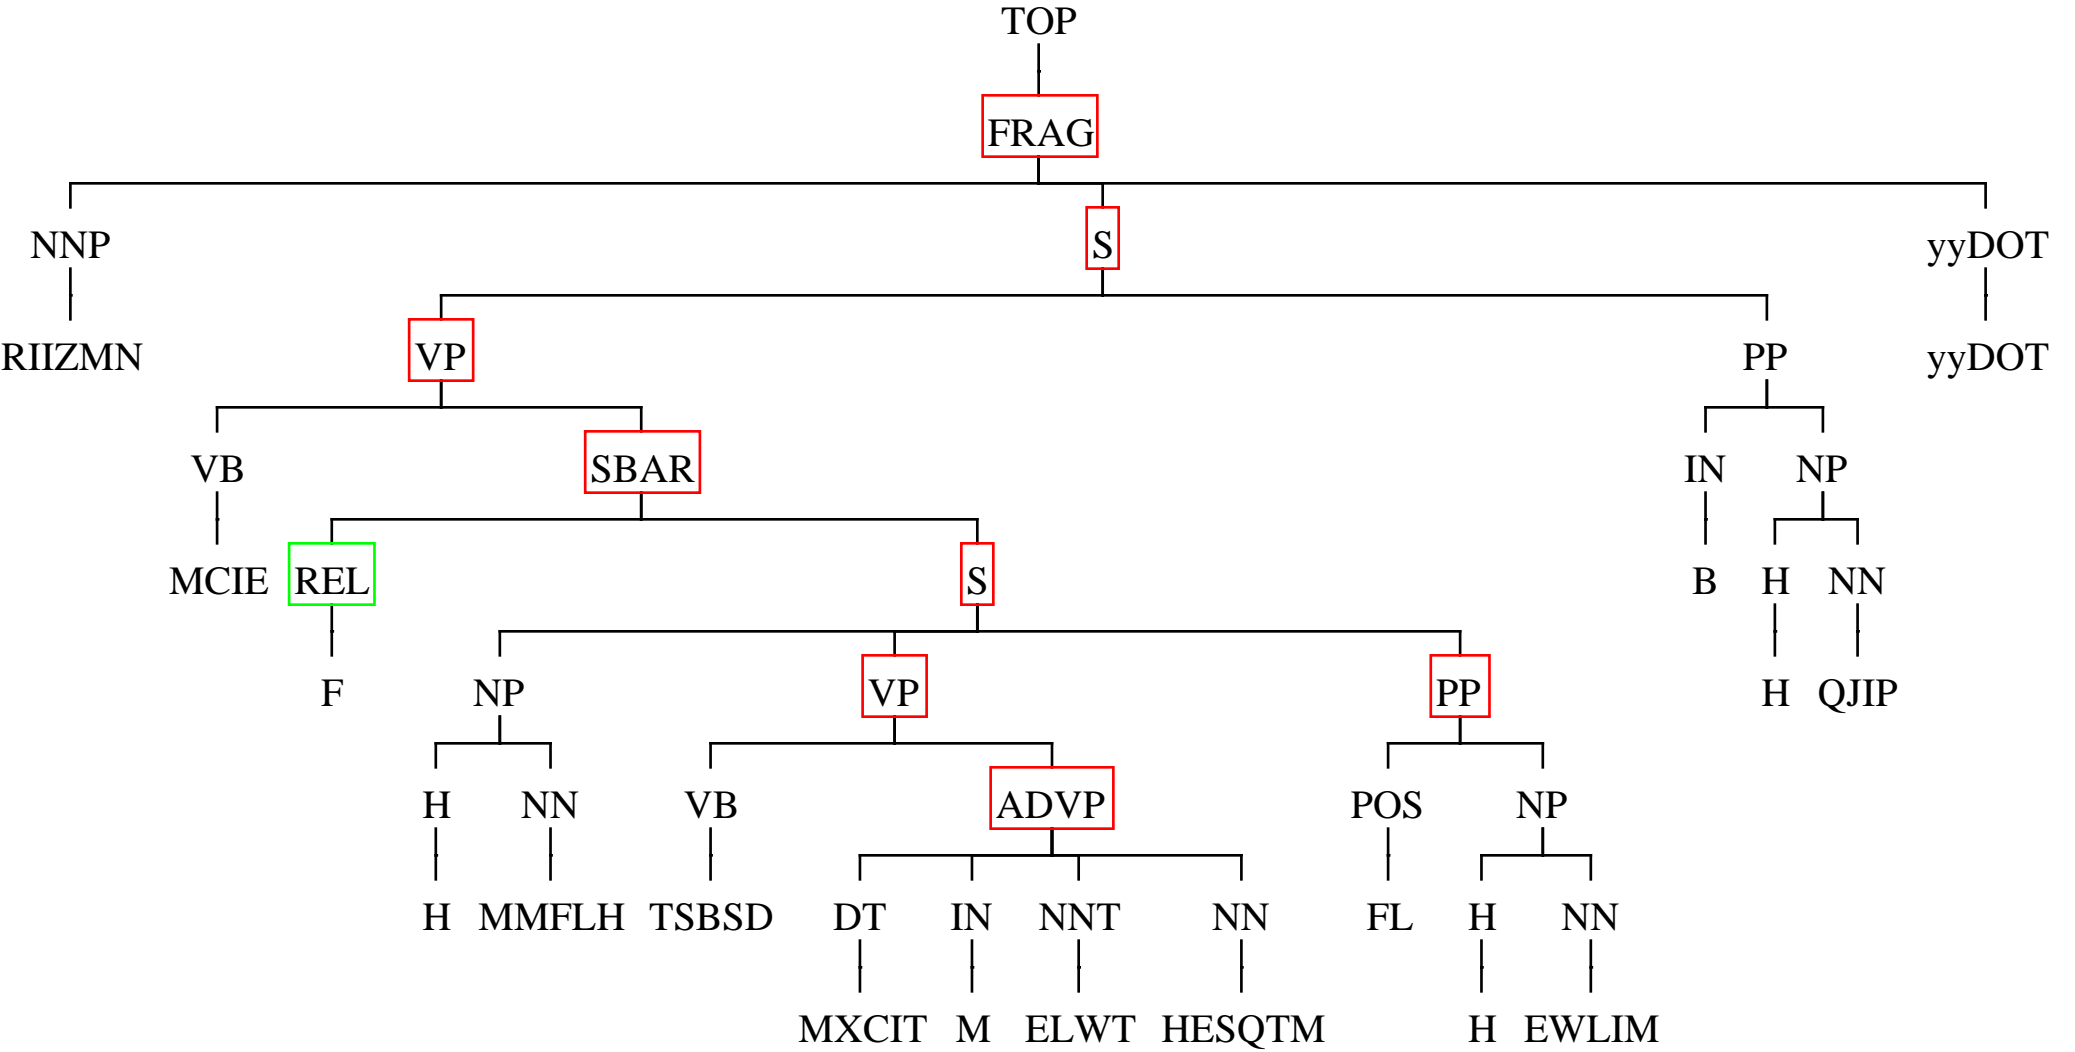 TOP
FRAG
NNP S yyDOT
RIIZMN VP PP yyDOT
VB SBAR IN NP
MCIE REL S B H NN
F NP VP PP H QJIP
H NN VB ADVP POS NP
H MMFLH TSBSD DT IN NNT NN FL H NN
MXCIT M ELWT HESQTM H EWLIM